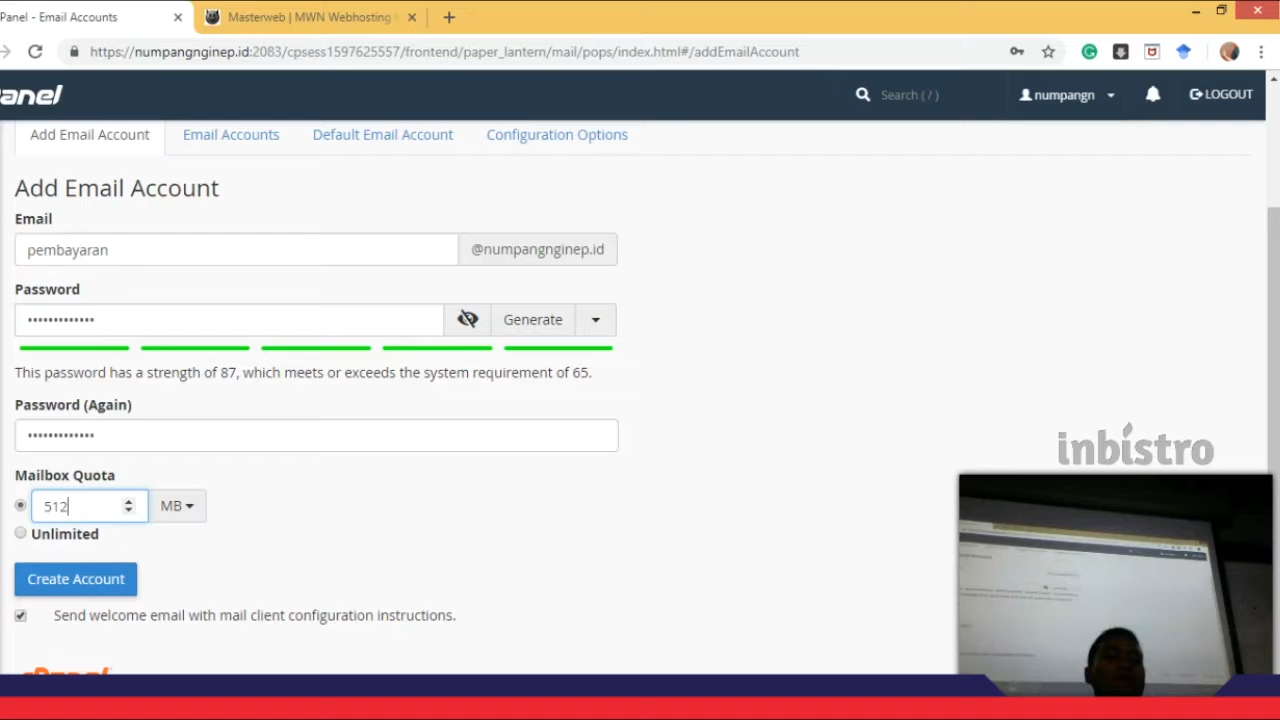 Panel - Email Accounts
Masterweb | MWN Webhosting
https://numpangnginep.id:2083/cpsess1597625557/frontend/paper_lantern/mail/pops/index.html#/addEmailAccount
Panel
Search ( / )
numpangn
LOGOUT
Add Email Account
Email Accounts
Default Email Account
Configuration Options
Add Email Account
Email
pembayaran
@numpangnginep.id
Password
•••••••••••••
Generate
This password has a strength of 87, which meets or exceeds the system requirement of 65.
Password (Again)
•••••••••••••
Mailbox Quota
512
MB
Unlimited
Create Account
Send welcome email with mail client configuration instructions.
inbistro